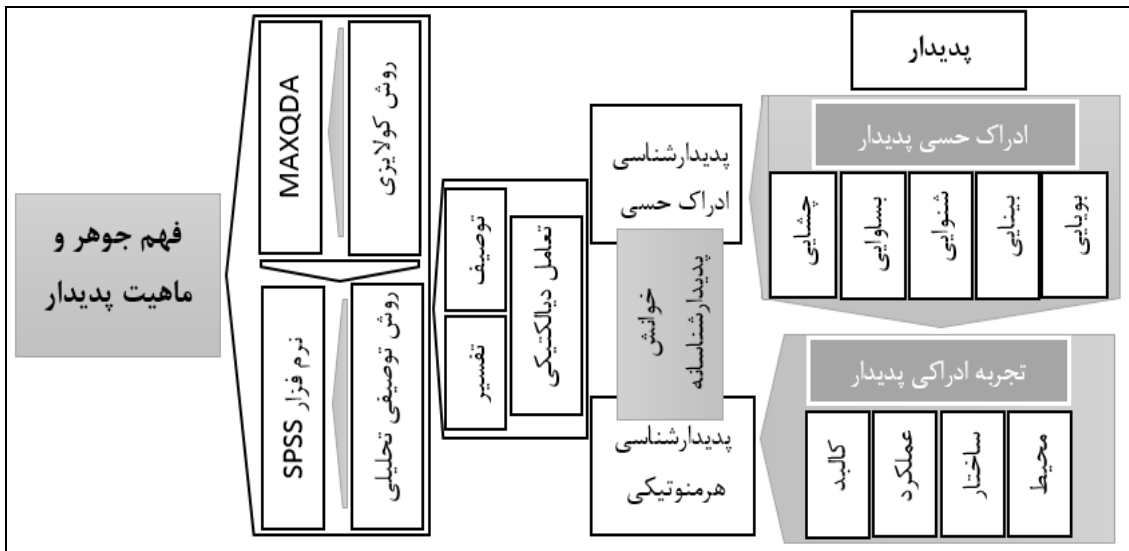 پدیدار
ادراک حسی پدیدار
بویایی
بینایی
شنوایی
بساوایی
چشایی
تجربه ادراکی پدیدار
محیط
ساختار
عملکرد
کالبد
پدیدارشناسی
ادراک حسی
خوانش
پدیدارشناسانه
پدیدارشناسی
هرمنوتیکی
تعامل دیالکتیکی
توصیف
تفسیر
روش کولایزی
MAXQDA
روش توصیفی تحلیلی
نرم فزار SPSS
فهم جوهر و
ماهیت پدیدار